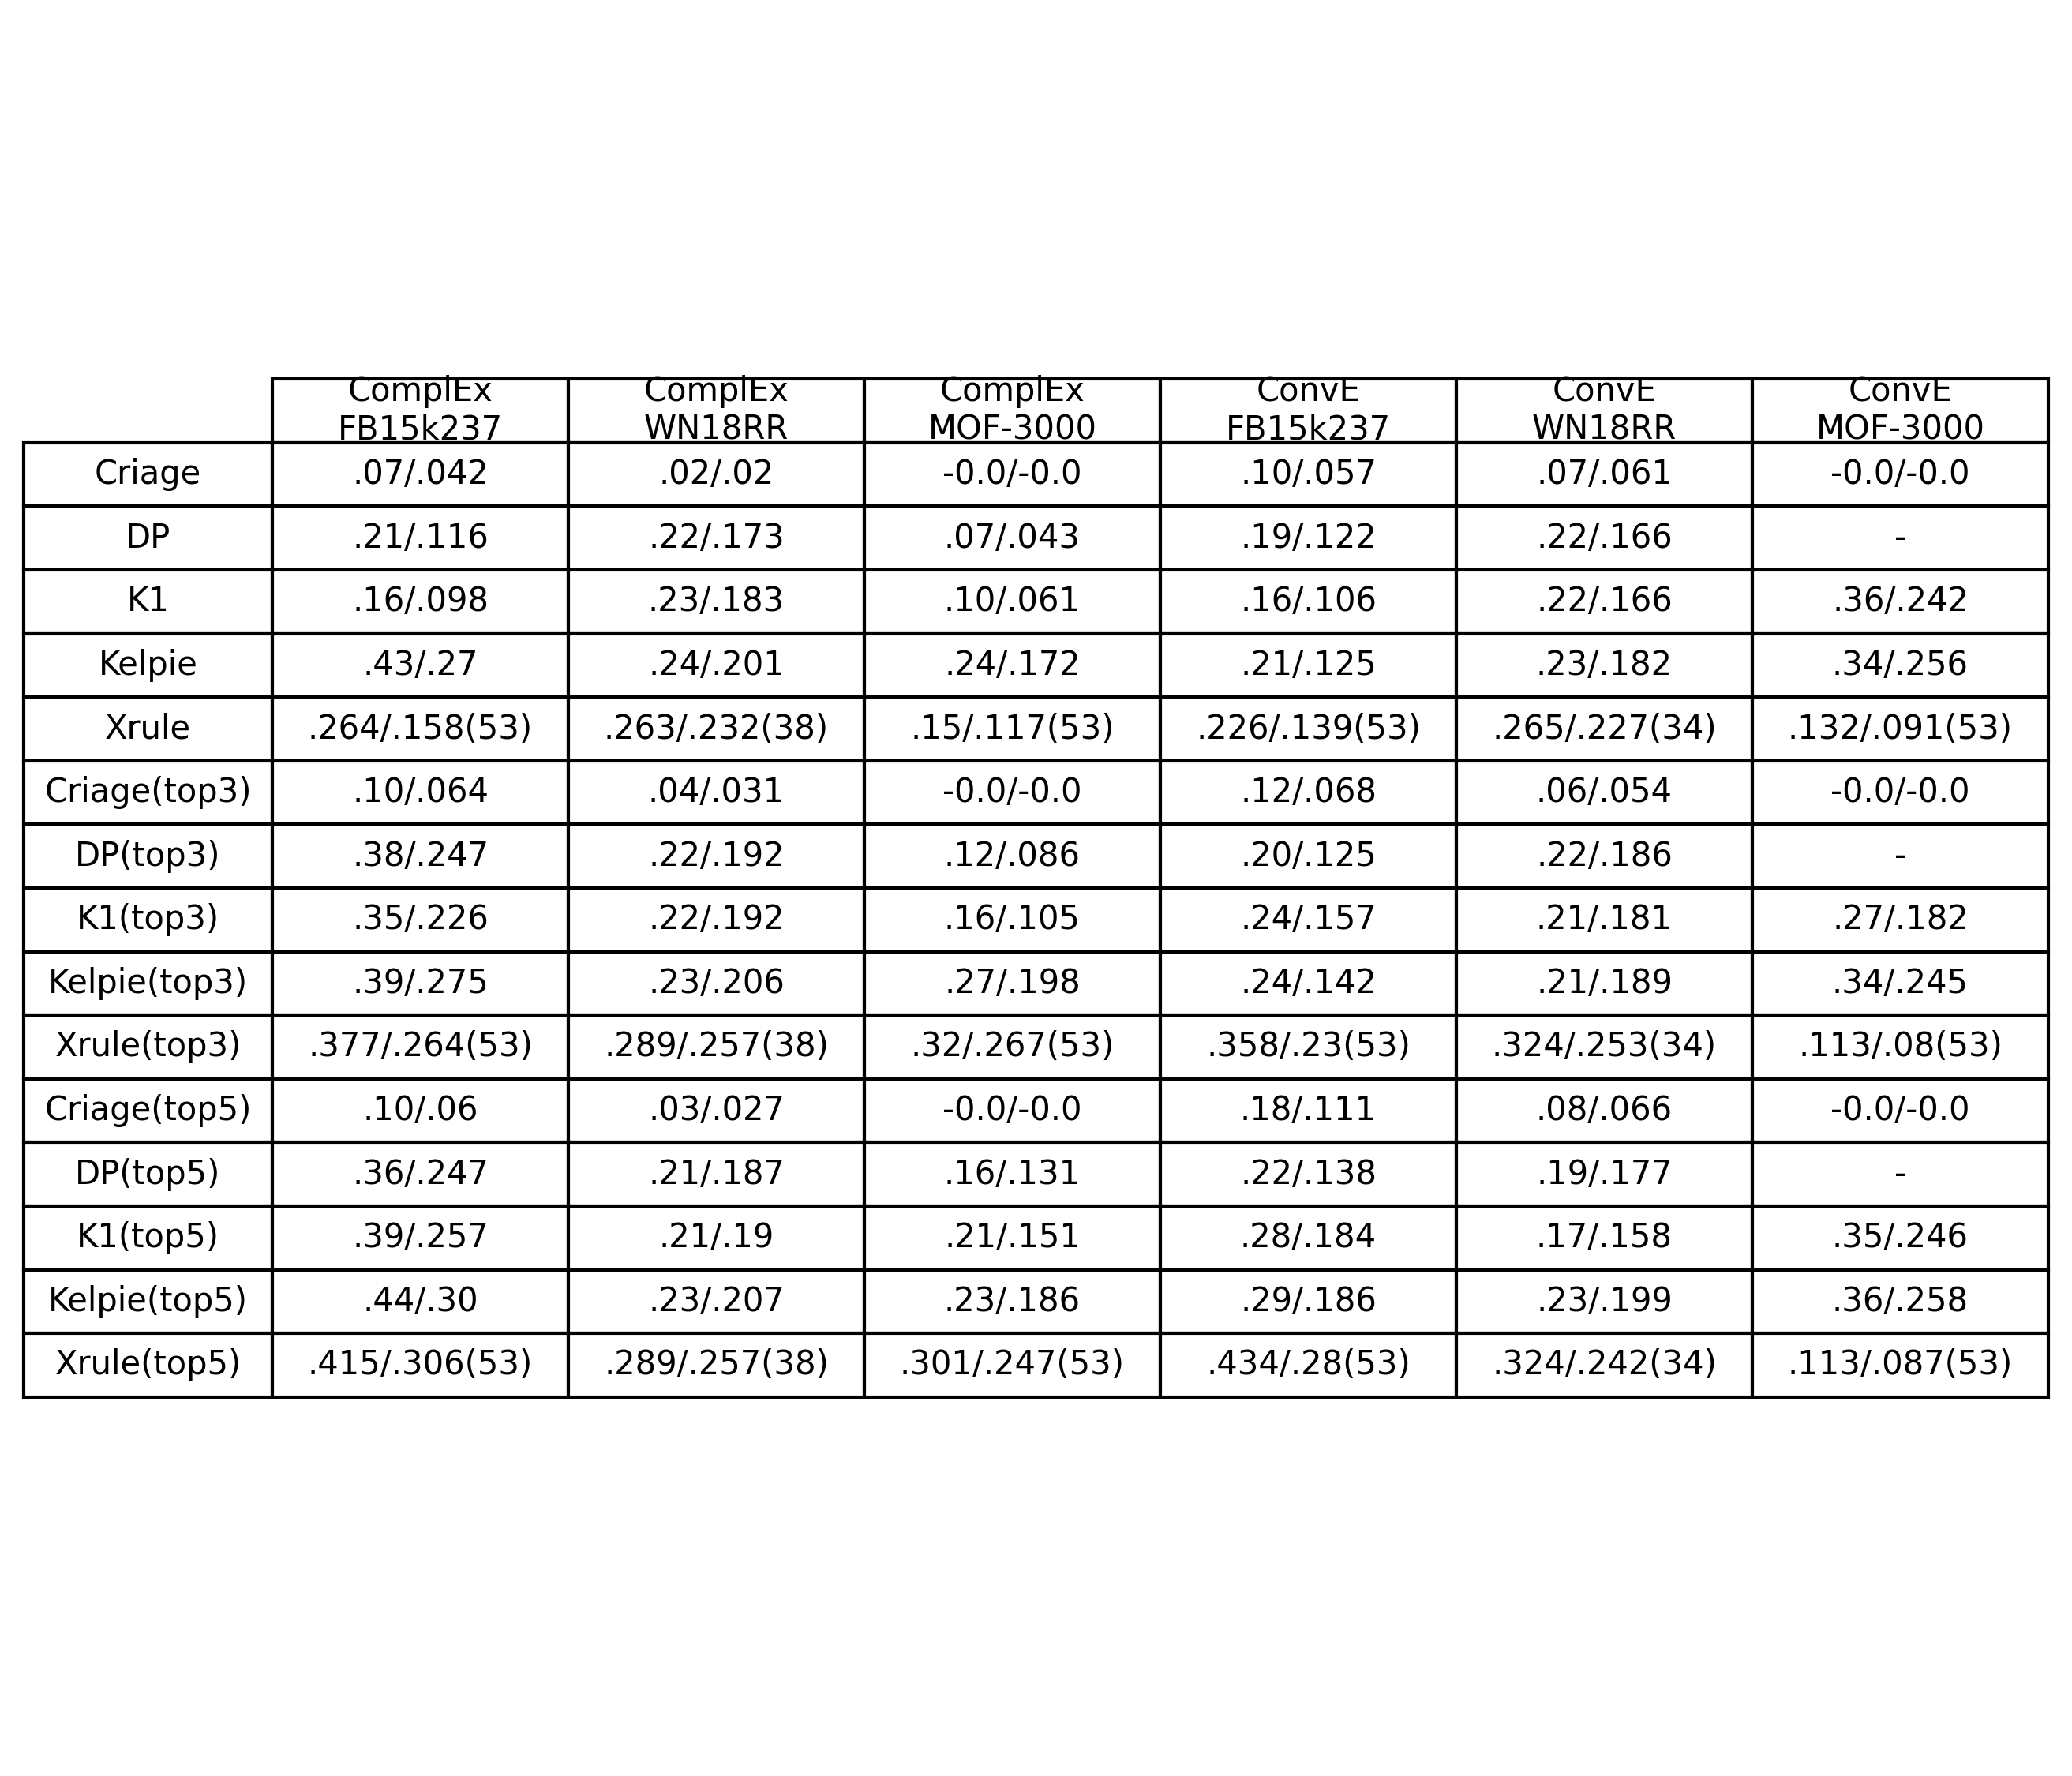 ComplEx ComplEx ComplEx ConvE ConvE ConvE
FB15k237 WN18RR MOF-3000 FB15k237 WN18RR MOF-3000
Criage .07/.042 .02/.02 -0.0/-0.0 .10/.057 .07/.061 -0.0/-0.0
DP .21/.116 .22/.173 .07/.043 .19/.122 .22/.166 -
K1 .16/.098 .23/.183 .10/.061 .16/.106 .22/.166 .36/.242
Kelpie .43/.27 .24/.201 .24/.172 .21/.125 .23/.182 .34/.256
Xrule .264/.158(53) .263/.232(38) .15/.117(53) .226/.139(53) .265/.227(34) .132/.091(53)
Criage(top3) .10/.064 .04/.031 -0.0/-0.0 .12/.068 .06/.054 -0.0/-0.0
DP(top3) .38/.247 .22/.192 .12/.086 .20/.125 .22/.186 -
K1(top3) .35/.226 .22/.192 .16/.105 .24/.157 .21/.181 .27/.182
Kelpie(top3) .39/.275 .23/.206 .27/.198 .24/.142 .21/.189 .34/.245
Xrule(top3) .377/.264(53) .289/.257(38) .32/.267(53) .358/.23(53) .324/.253(34) .113/.08(53)
Criage(top5) .10/.06 .03/.027 -0.0/-0.0 .18/.111 .08/.066 -0.0/-0.0
DP(top5) .36/.247 .21/.187 .16/.131 .22/.138 .19/.177 -
K1(top5) .39/.257 .21/.19 .21/.151 .28/.184 .17/.158 .35/.246
Kelpie(top5) .44/.30 .23/.207 .23/.186 .29/.186 .23/.199 .36/.258
Xrule(top5) .415/.306(53) .289/.257(38) .301/.247(53) .434/.28(53) .324/.242(34) .113/.087(53)